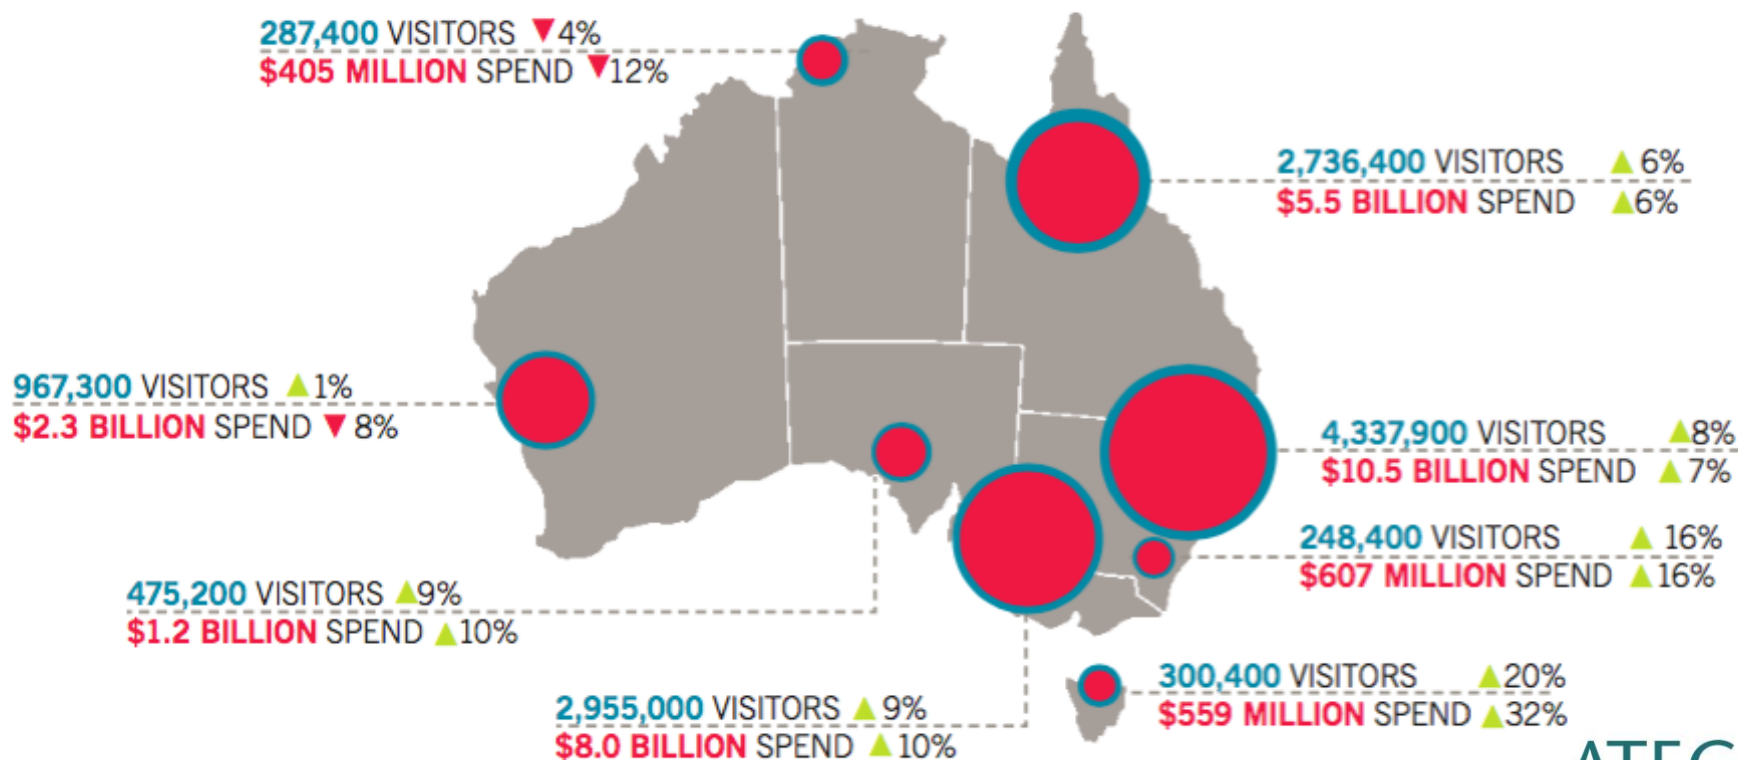 287,400 VISITORS ▼4%
$405 MILLION SPEND ▼12%
2,736,400 VISITORS ▲ 6%
$5.5 BILLION SPEND ▲6%
967,300 VISITORS ▲ 1%
$2.3 BILLION SPEND ▼ 8%
4,337,900 VISITORS ▲8%
$10.5 BILLION SPEND ▲ 7%
248,400 VISITORS ▲ 16%
$607 MILLION SPEND ▲ 16%
475,200 VISITORS ▲9%
$1.2 BILLION SPEND ▲10%
300,400 VISITORS ▲20%
$559 MILLION SPEND ▲32%
2,955,000 VISITORS ▲ 9%
$8.0 BILLION SPEND ▲ 10%